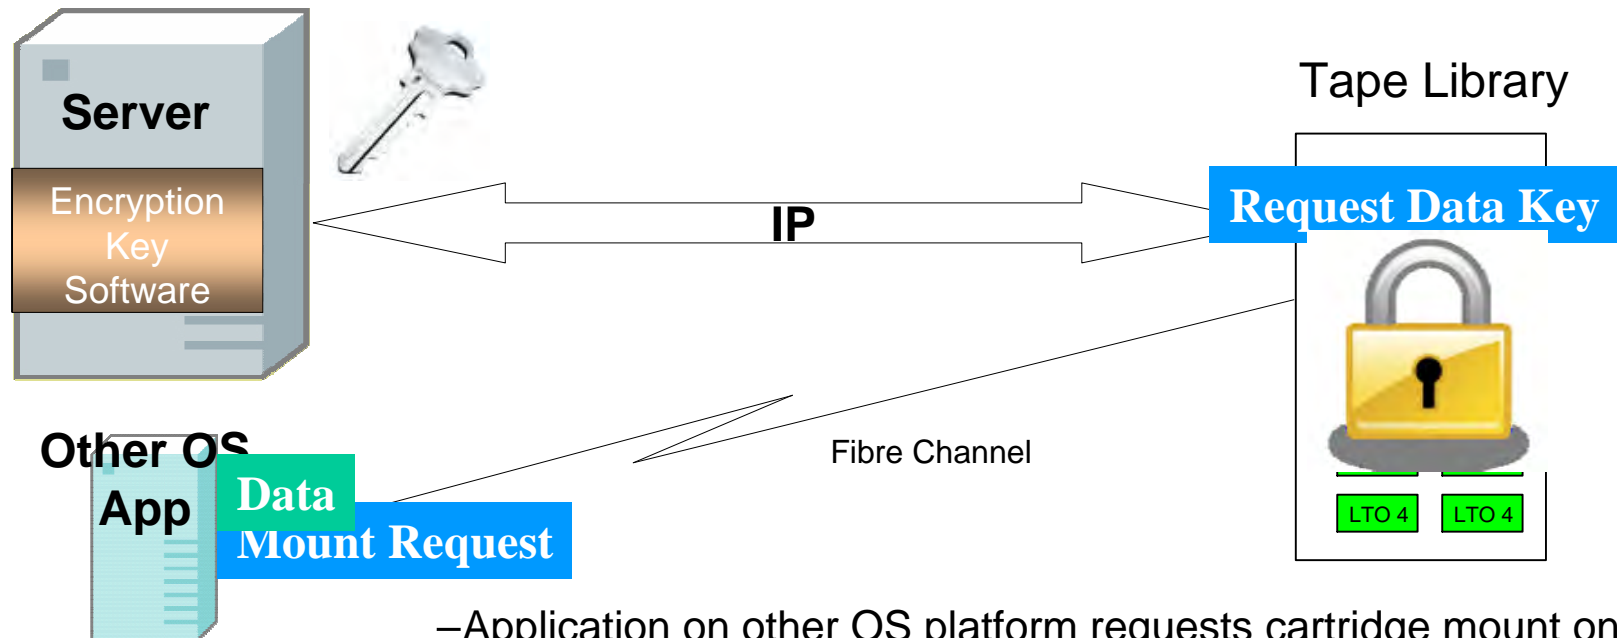 Server
Encryption
Key
Software
Tape Library
IP
Request Data Key
Other OS
App
Data
Mount Request
Fibre Channel
LTO 4 LTO 4
–Application on other OS platform requests cartridge mount on